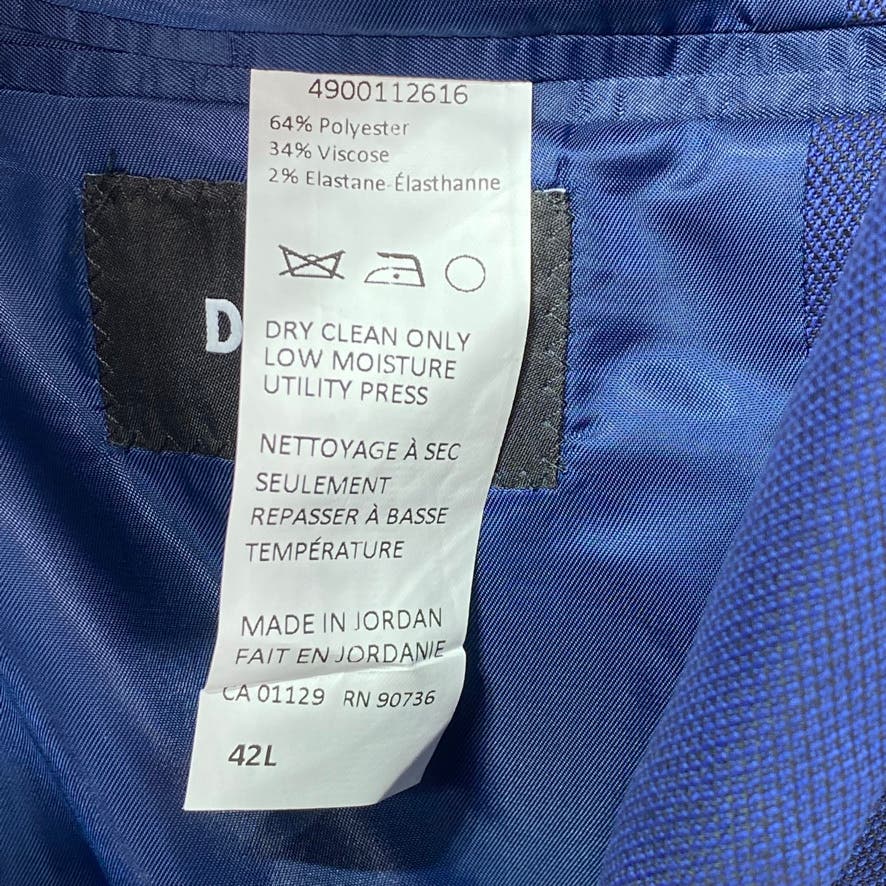 4900112616
64% Polyester
34% Viscose
2% Elastane-Élasthanne
D
DRY CLEAN ONLY
LOW MOISTURE
UTILITY PRESS
NETTOYAGE À SEC
SEULEMENT
REPASSER À BASSE
TEMPÉRATURE
MADE IN JORDAN
FAIT EN JORDANIE
CA 01129 RN 90736
42L